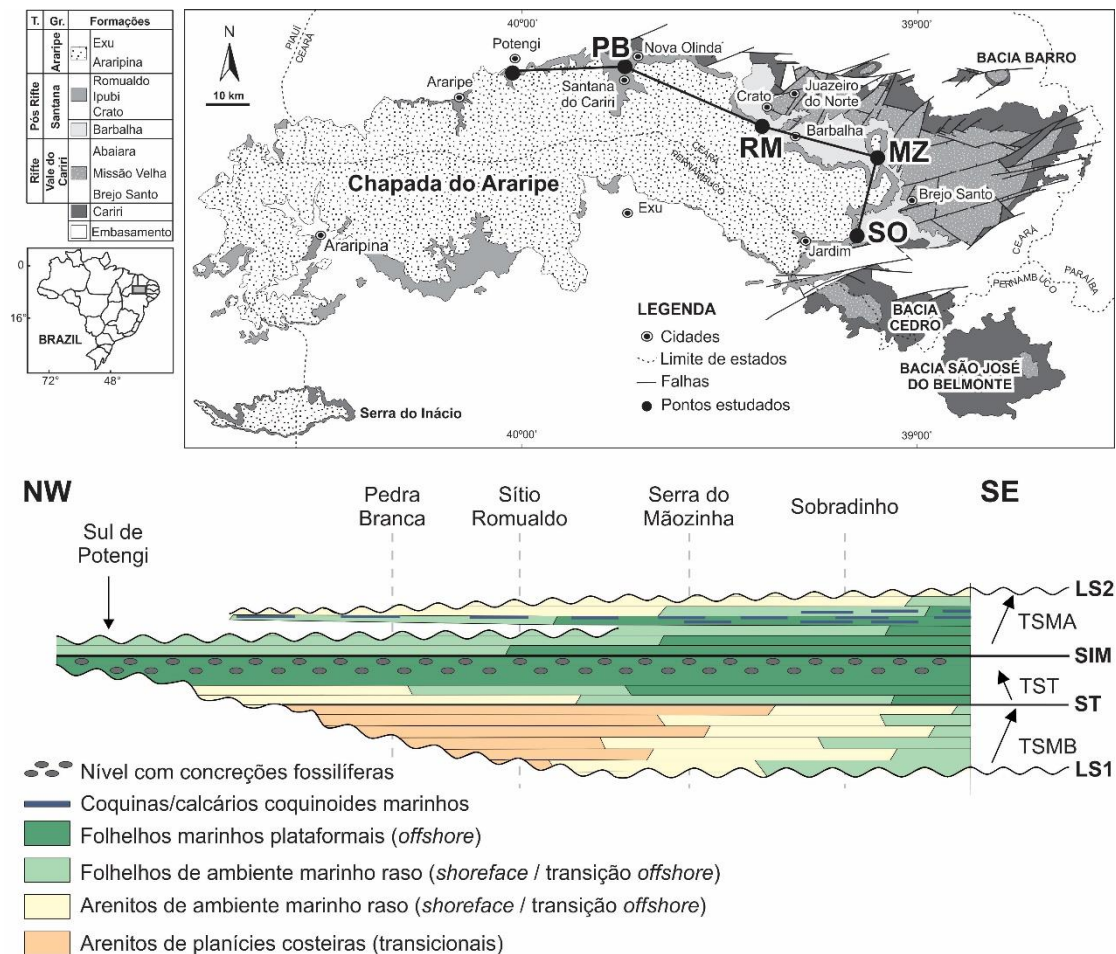 T. Gr. Formações
Araripe
Exu
Araripina
Pós Rifte
Santana
Romualdo
Ipubi
Crato
Barbalha
Rifte
Vale do
Cariri
Abaiara
Missão Velha
Brejo Santo
Cariri
Embasamento
0
16°
BRAZIL
72° 48°
40°00' 39°00'
N
10 km
PIAUÍ
CEARÁ
Potengi
PB
Nova Olinda
BACIA BARRO
Araripe
Santana
do Cariri
Crato
Juazeiro
do Norte
RM
Barbalha
MZ
CEARÁ
PERNAMBUCO
Chapada do Araripe
Exu
Brejo Santo
Araripina
SO
Jardim
CEARÁ
PERNAMBUCO
PARAÍBA
LEGENDA
Cidades
Limite de estados
Falhas
Pontos estudados
BACIA
CEDRO
BACIA SÃO JOSÉ
DO BELMONTE
Serra do Inácio
40°00' 39°00'
NW SE
Sul de
Potengi
Pedra
Branca
Sítio
Romualdo
Serra do
Mãozinha
Sobradinho
LS2
TSMA
SIM
TST
ST
TSMB
LS1
Nível com concreções fossilíferas
Coquinas/calcários coquinoides marinhos
Folhelhos marinhos plataformais (offshore)
Folhelhos de ambiente marinho raso (shoreface / transição offshore)
Arenitos de ambiente marinho raso (shoreface / transição offshore)
Arenitos de planícies costeiras (transicionais)